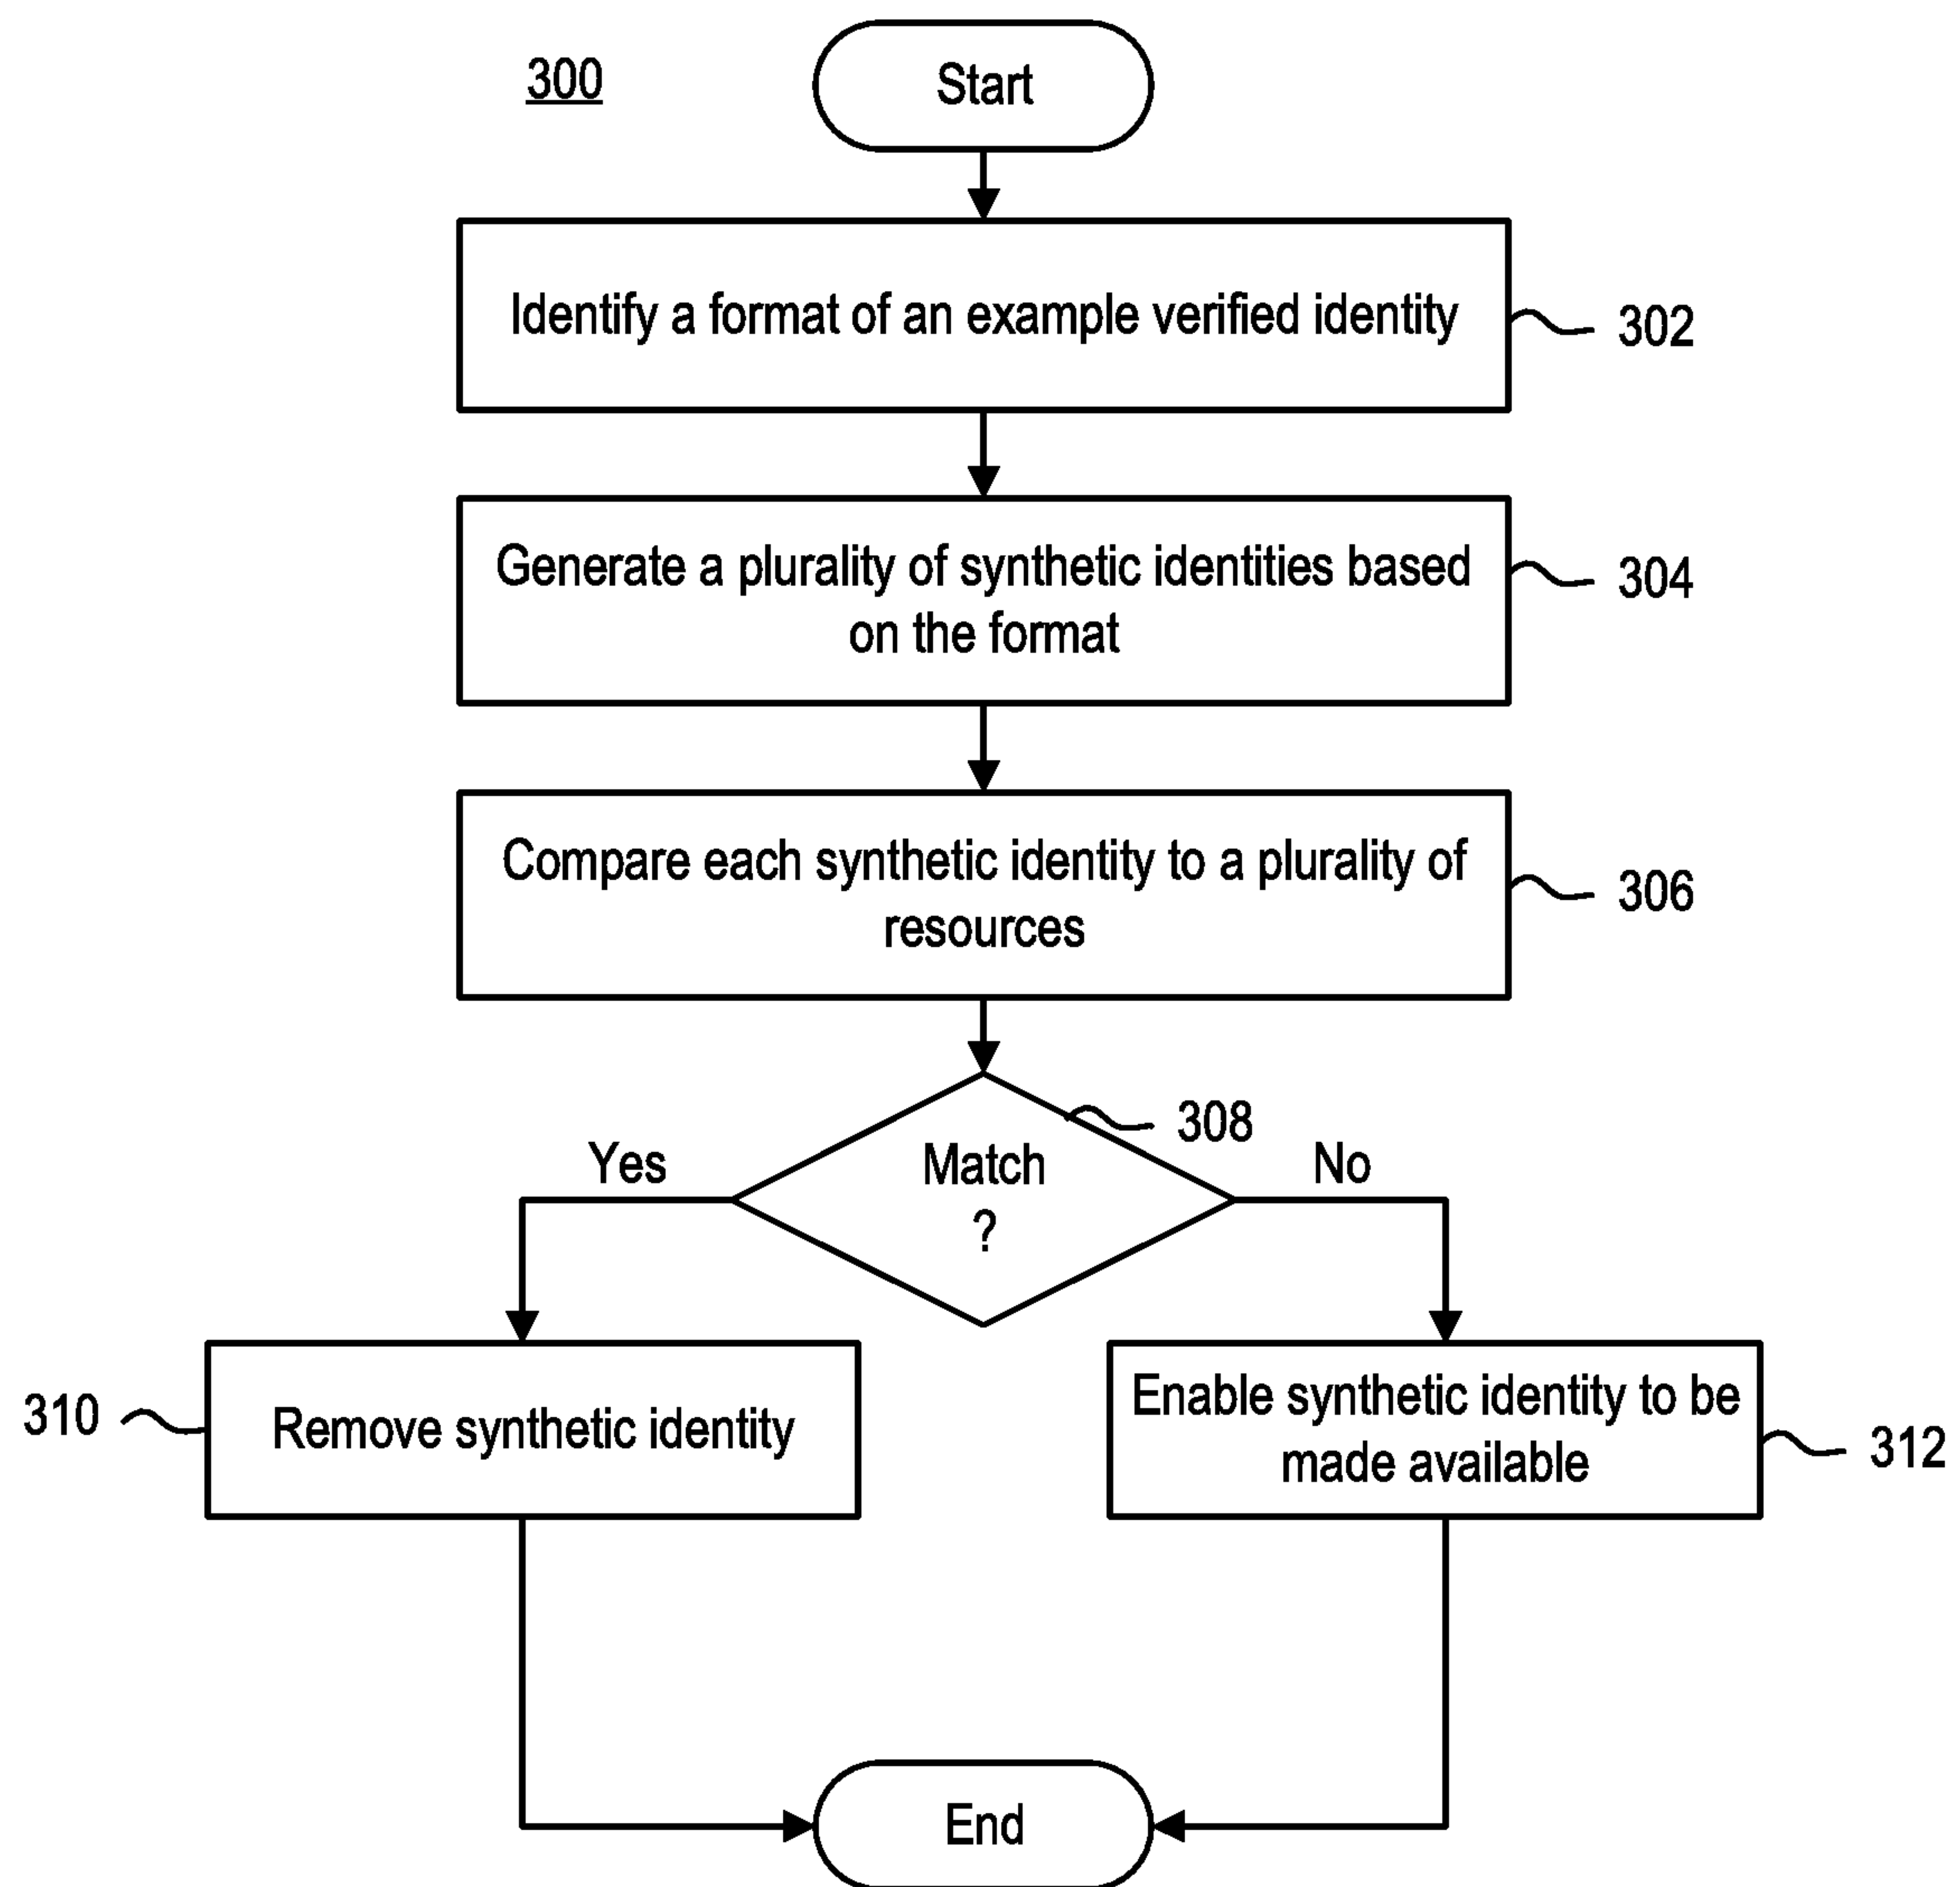 300
Start
Identify a format of an example verified identity
302
Generate a plurality of synthetic identities based
on the format
304
Compare each synthetic identity to a plurality of
resources
306
308
Yes
Match
?
No
310
Remove synthetic identity
Enable synthetic identity to be
made available
312
End